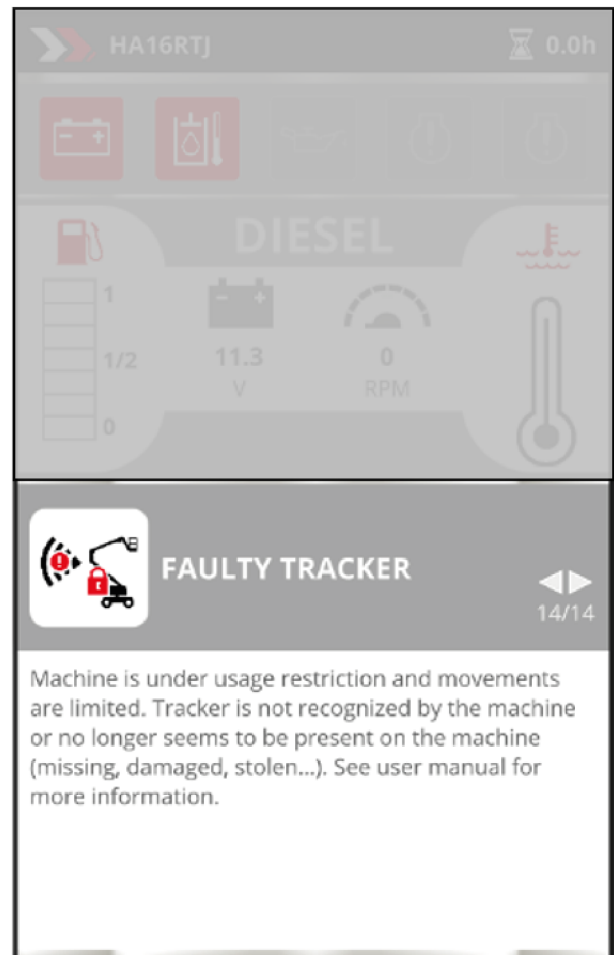 HA16RTJ 0.0h
DIESEL
1
1/2
0
11.3
V
0
RPM
FAULTY TRACKER
14/14
Machine is under usage restriction and movements
are limited. Tracker is not recognized by the machine
or no longer seems to be present on the machine
(missing, damaged, stolen...). See user manual for
more information.